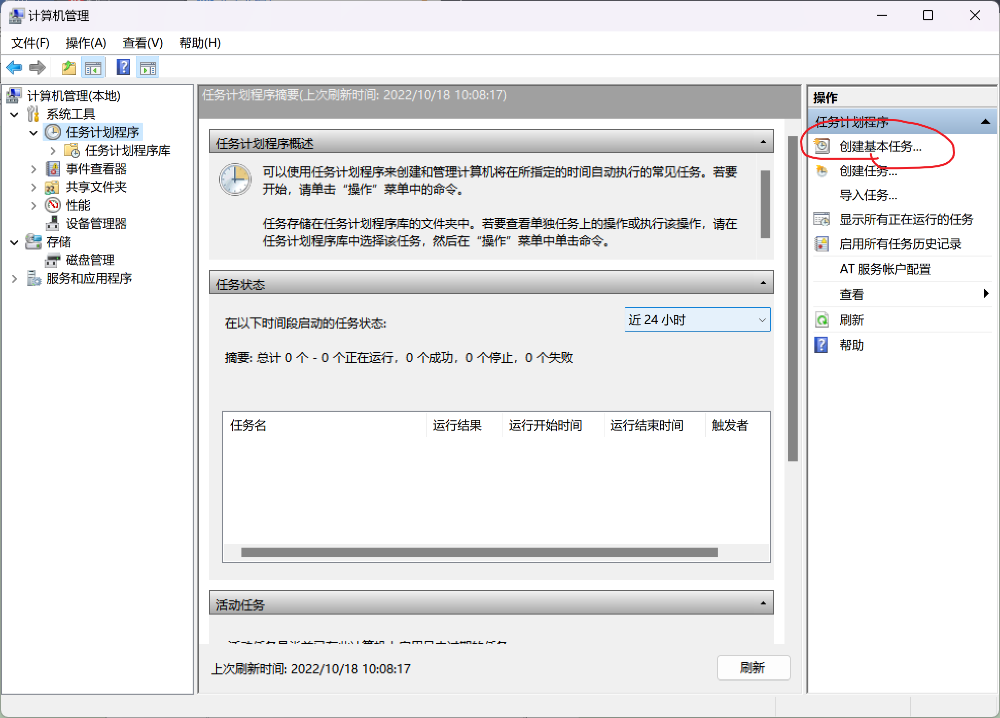 计算机管理
文件(F) 操作(A) 查看(V) 帮助(H)
计算机管理(本地)
系统工具
任务计划程序
任务计划程序库
事件查看器
共享文件夹
性能
设备管理器
存储
磁盘管理
服务和应用程序
任务计划程序摘要(上次刷新时间: 2022/10/18 10:08:17)
任务计划程序概述
可以使用任务计划程序来创建和管理计算机将在所指定的时间自动执行的常见任务。若要
开始，请单击“操作”菜单中的命令。
任务存储在任务计划程序库的文件夹中。若要查看单独任务上的操作或执行该操作，请在
任务计划程序库中选择该任务，然后在“操作”菜单中单击命令。
任务状态
在以下时间段启动的任务状态:
近 24 小时
摘要: 总计 0 个 - 0 个正在运行，0 个成功，0 个停止，0 个失败
任务名 运行结果 运行开始时间 运行结束时间 触发者
活动任务
上次刷新时间: 2022/10/18 10:08:17
刷新
操作
任务计划程序
创建基本任务...
创建任务...
导入任务...
显示所有正在运行的任务
启用所有任务历史记录
AT 服务帐户配置
查看
刷新
帮助